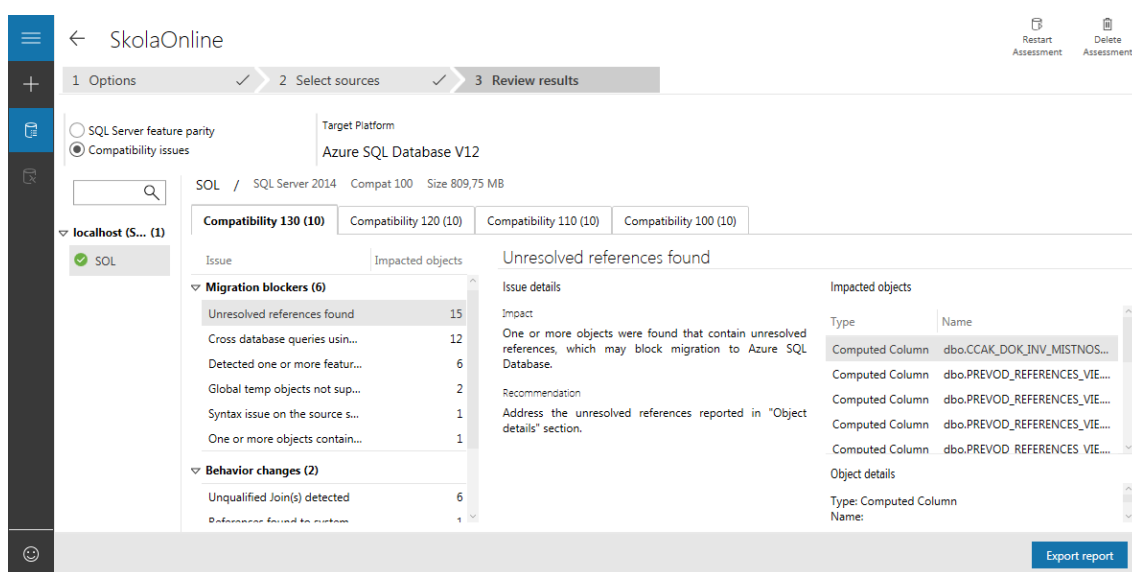 SkolaOnline
Restart Assessment
Delete Assessment
1 Options
2 Select sources
3 Review results
SQL Server feature parity
Compatibility issues
Target Platform
Azure SQL Database V12
SOL / SQL Server 2014 Compat 100 Size 809,75 MB
localhost (S... (1)
SOL
Compatibility 130 (10)
Compatibility 120 (10)
Compatibility 110 (10)
Compatibility 100 (10)
Issue Impacted objects
Migration blockers (6)
Unresolved references found 15
Cross database queries usin... 12
Detected one or more featur... 6
Global temp objects not sup... 2
Syntax issue on the source s... 1
One or more objects contain... 1
Behavior changes (2)
Unqualified Join(s) detected 6
References found to system 1
Unresolved references found
Issue details
Impact
One or more objects were found that contain unresolved
references, which may block migration to Azure SQL
Database.
Recommendation
Address the unresolved references reported in "Object
details" section.
Impacted objects
Type Name
Computed Column dbo.CCAK_DOK_INV_MISTNOS...
Computed Column dbo.PREVOD_REFERENCES_VIE....
Computed Column dbo.PREVOD_REFERENCES_VIE....
Computed Column dbo.PREVOD_REFERENCES_VIE....
Computed Column dbo.PREVOD_REFERENCES_VIE....
Object details
Type: Computed Column
Name:
Export report